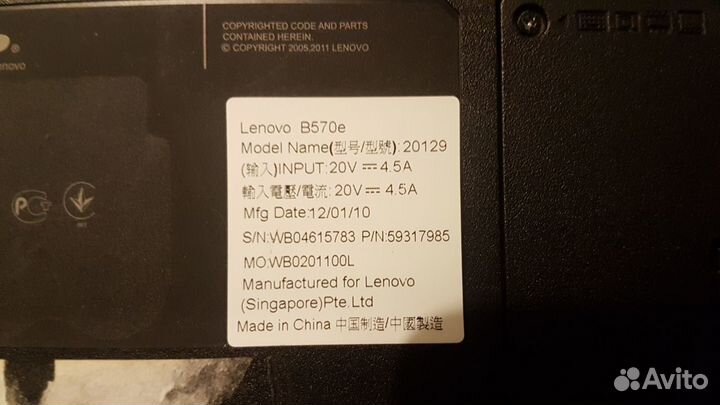 COPYRIGHTED CODE AND PARTS
CONTAINED HEREIN.
© COPYRIGHT 2005,2011 LENOVO
®
enovo
Lenovo B570e
Model Name(型号/型號): 20129
(输入)INPUT: 20V ⎓ 4.5A
輸入電壓/電流: 20V ⎓ 4.5A
Mfg Date:12/01/10
S/N:WB04615783 P/N:59317985
MO:WB0201100L
Manufactured for Lenovo
(Singapore)Pte.Ltd
Made in China 中国制造/中國製造
Avito